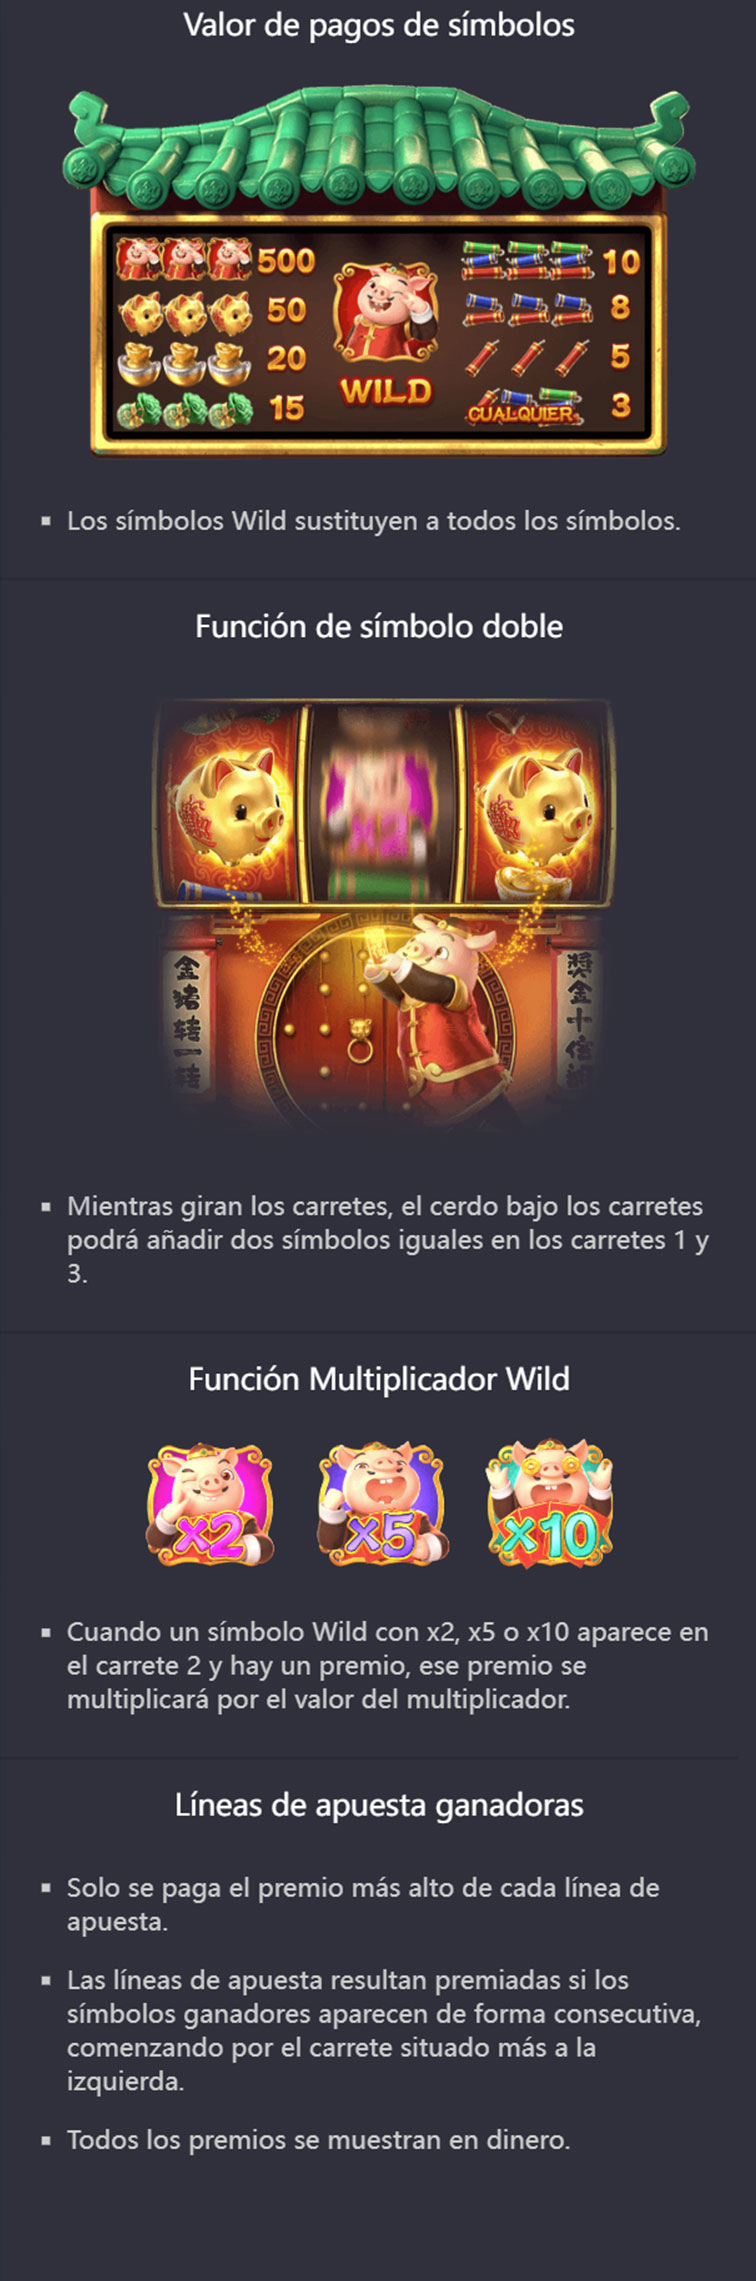 Valor de pagos de símbolos
500
10
50
8
WILD
20
5
15
CUALQUIER
3
▪ Los símbolos Wild sustituyen a todos los símbolos.
Función de símbolo doble
x2
金猪转一转
奬金十倍
▪ Mientras giran los carretes, el cerdo bajo los carretes
podrá añadir dos símbolos iguales en los carretes 1 y
3.
Función Multiplicador Wild
x2 x5 x10
▪ Cuando un símbolo Wild con x2, x5 o x10 aparece en
el carrete 2 y hay un premio, ese premio se
multiplicará por el valor del multiplicador.
Líneas de apuesta ganadoras
▪ Solo se paga el premio más alto de cada línea de
apuesta.
▪ Las líneas de apuesta resultan premiadas si los
símbolos ganadores aparecen de forma consecutiva,
comenzando por el carrete situado más a la
izquierda.
▪ Todos los premios se muestran en dinero.